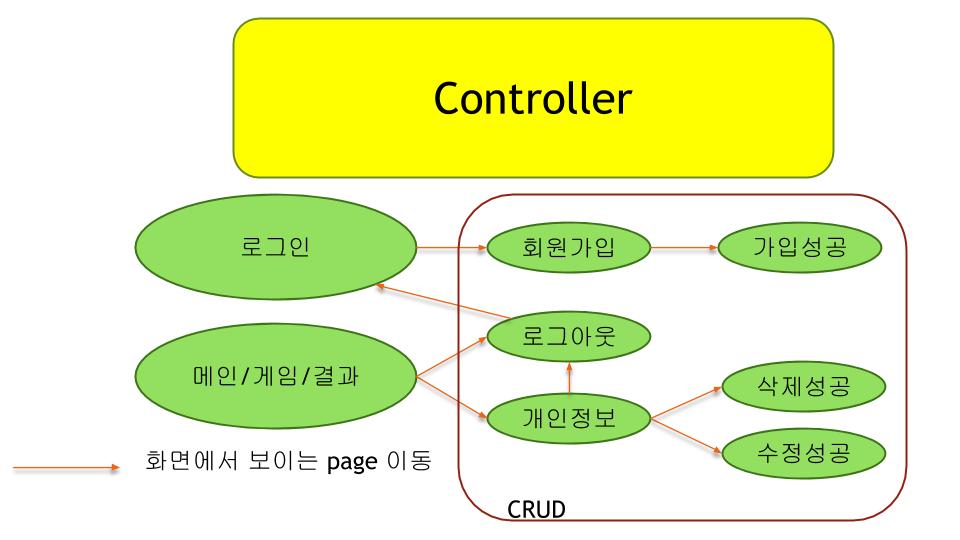 Controller
로그인
회원가입
가입성공
로그아웃
메인/게임/결과
삭제성공
개인정보
수정성공
화면에서 보이는 page 이동
CRUD